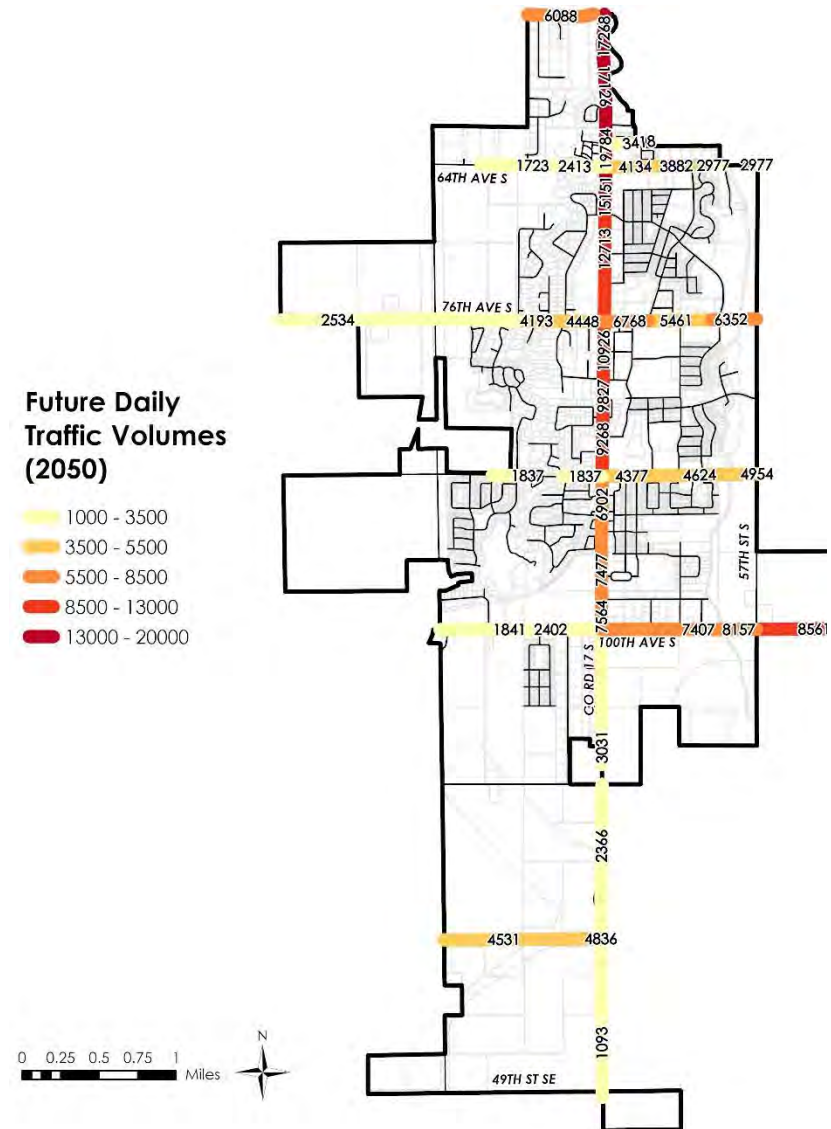 6088
17268
17126
19784
3418
1723
2413
4134
3882
2977
2977
64TH AVE S
15151
12713
76TH AVE S
2534
4193
4448
6768
5461
6352
10926
9827
9268
Future Daily
Traffic Volumes
(2050)
1000 - 3500
3500 - 5500
5500 - 8500
8500 - 13000
13000 - 20000
1837
1837
4377
4624
4954
6902
7477
57TH ST S
7564
1841
2402
7407
8157
8561
100TH AVE S
CO RD 17 S
3031
2366
4531
4836
1093
N
0 0.25 0.5 0.75 1
Miles
49TH ST SE